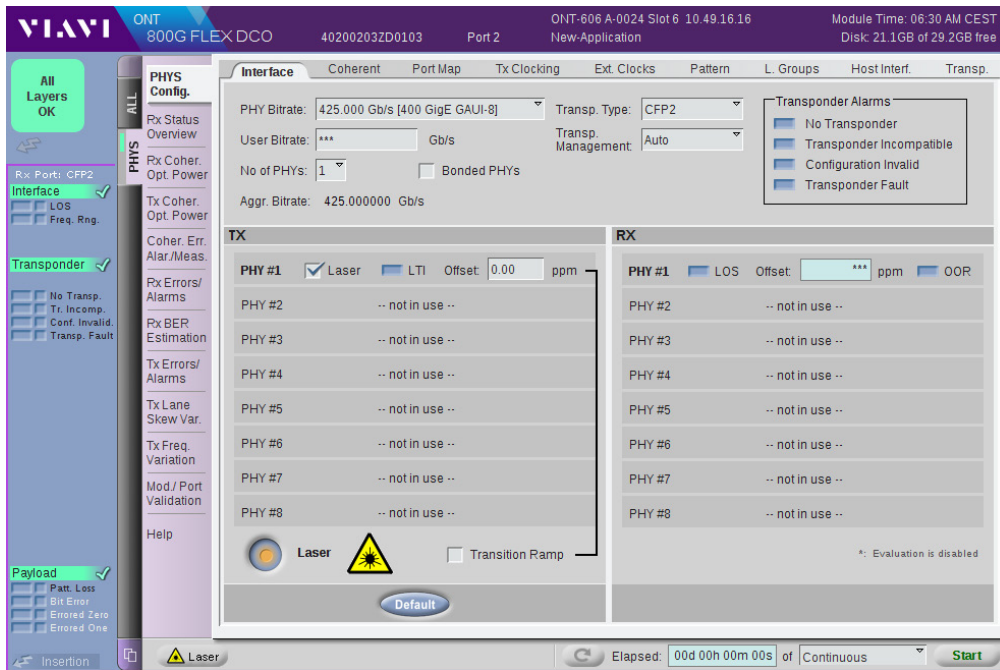 VIAVI
ONT
800G FLEX DCO
40200203ZD0103
Port 2
ONT-606 A-0024 Slot 6 10.49.16.16
New-Application
Module Time: 06:30 AM CEST
Disk: 21.1GB of 29.2GB free
All
Layers
OK
Rx Port: CFP2
Interface
LOS
Freq. Rng.
Transponder
No Transp.
Tr. Incomp.
Conf. Invalid.
Transp. Fault
Payload
Patt. Loss
Bit Error
Errored Zero
Errored One
Insertion
ALL
PHYS
PHYS
Config.
Rx Status
Overview
Rx Coher.
Opt. Power
Tx Coher.
Opt. Power
Coher. Err.
Alar./Meas.
Rx Errors/
Alarms
Rx BER
Estimation
Tx Errors/
Alarms
Tx Lane
Skew Var.
Tx Freq.
Variation
Mod./ Port
Validation
Help
Interface Coherent Port Map Tx Clocking Ext. Clocks Pattern L. Groups Host Interf. Transp.
PHY Bitrate: 425.000 Gb/s [400 GigE GAUI-8]
User Bitrate: *** Gb/s
No of PHYs: 1 Bonded PHYs
Aggr. Bitrate: 425.000000 Gb/s
Transp. Type: CFP2
Transp.
Management: Auto
Transponder Alarms
No Transponder
Transponder Incompatible
Configuration Invalid
Transponder Fault
TX
PHY #1 Laser LTI Offset: 0.00 ppm
PHY #2 -- not in use --
PHY #3 -- not in use --
PHY #4 -- not in use --
PHY #5 -- not in use --
PHY #6 -- not in use --
PHY #7 -- not in use --
PHY #8 -- not in use --
Laser Transition Ramp
Default
RX
PHY #1 LOS Offset: *** ppm OOR
PHY #2 -- not in use --
PHY #3 -- not in use --
PHY #4 -- not in use --
PHY #5 -- not in use --
PHY #6 -- not in use --
PHY #7 -- not in use --
PHY #8 -- not in use --
*: Evaluation is disabled
Laser
Elapsed: 00d 00h 00m 00s of Continuous Start